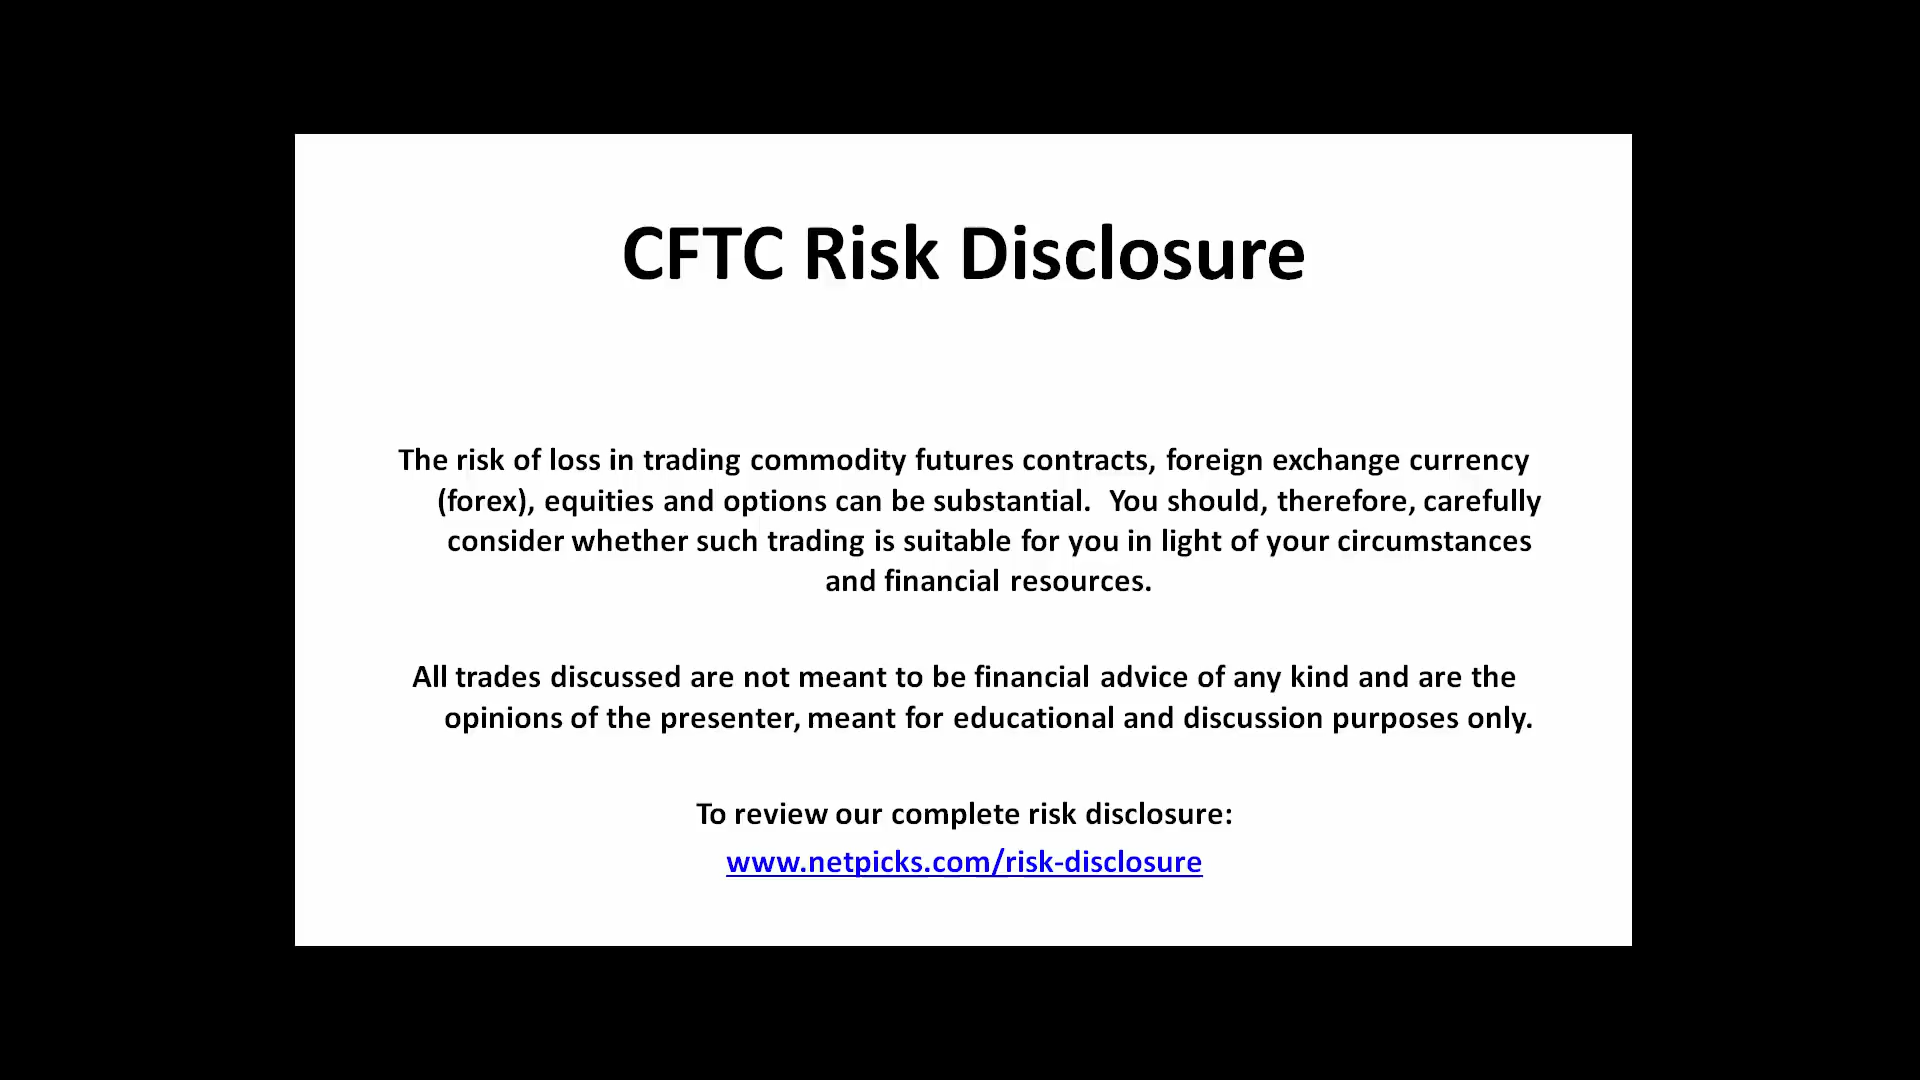 CFTC Risk Disclosure
The risk of loss in trading commodity futures contracts, foreign exchange currency
(forex), equities and options can be substantial.  You should, therefore, carefully
consider whether such trading is suitable for you in light of your circumstances
and financial resources.
All trades discussed are not meant to be financial advice of any kind and are the
opinions of the presenter, meant for educational and discussion purposes only.
To review our complete risk disclosure:
www.netpicks.com/risk-disclosure